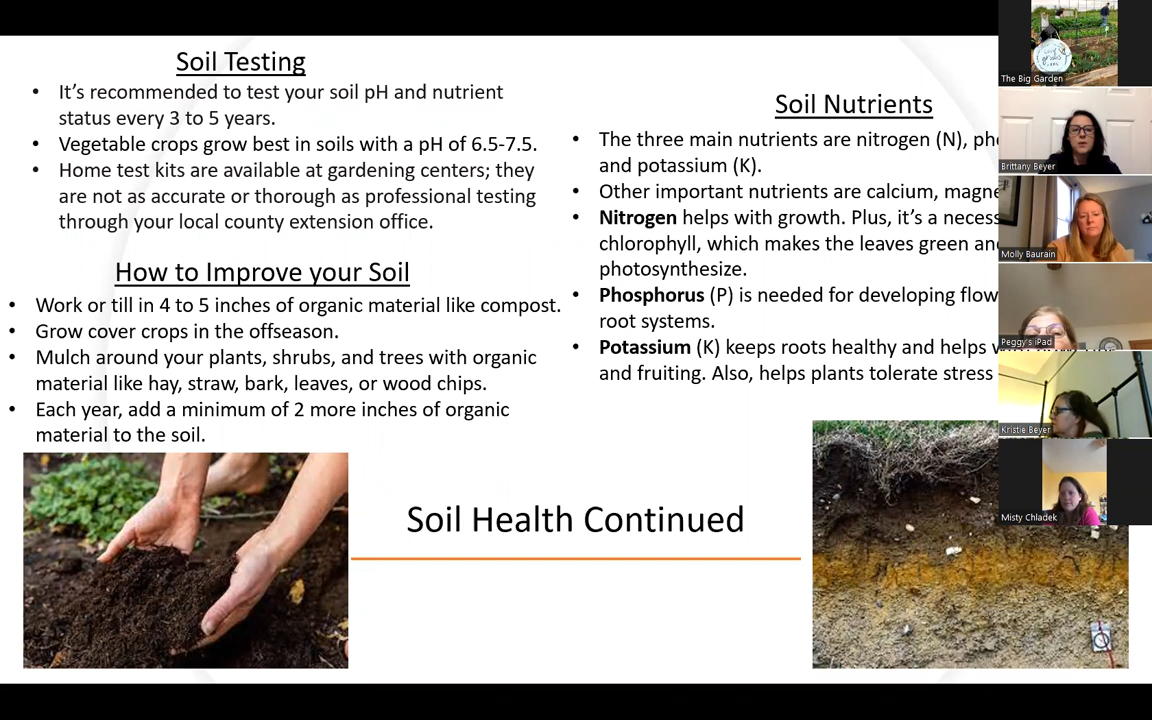 Soil Testing
• It’s recommended to test your soil pH and nutrient
status every 3 to 5 years.
• Vegetable crops grow best in soils with a pH of 6.5-7.5.
• Home test kits are available at gardening centers; they
are not as accurate or thorough as professional testing
through your local county extension office.
How to Improve your Soil
• Work or till in 4 to 5 inches of organic material like compost.
• Grow cover crops in the offseason.
• Mulch around your plants, shrubs, and trees with organic
material like hay, straw, bark, leaves, or wood chips.
• Each year, add a minimum of 2 more inches of organic
material to the soil.
Soil Nutrients
• The three main nutrients are nitrogen (N),
and potassium (K).
• Other important nutrients are calcium,
• Nitrogen helps with growth. Plus, it’s a
chlorophyll, which makes the leaves green
photosynthesize.
• Phosphorus (P) is needed for developing
root systems.
• Potassium (K) keeps roots healthy and helps
and fruiting. Also, helps plants tolerate stress
Soil Health Continued
The Big Garden
Brittany Beyer
Molly Baurain
Peggy's iPad
Kristie Beyer
Misty Chladek